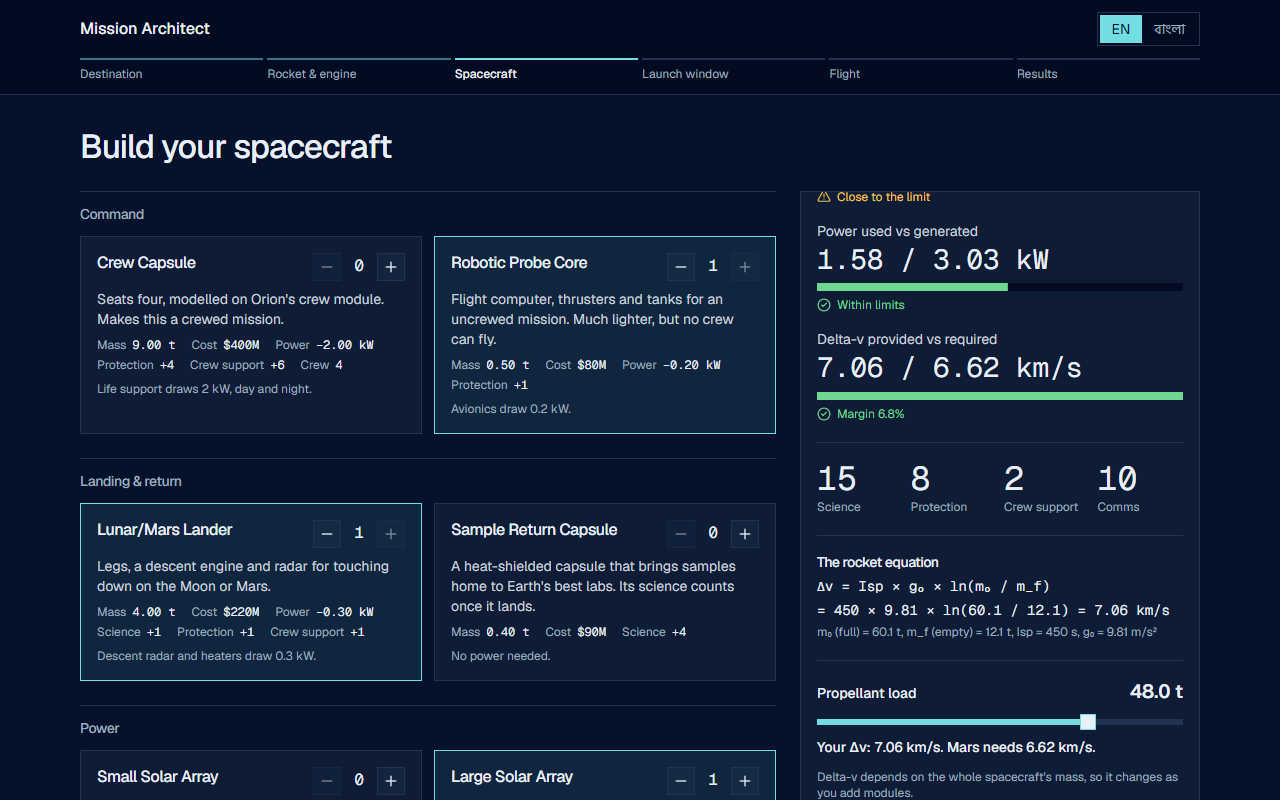 Mission Architect
EN
বাংলা
Destination
Rocket & engine
Spacecraft
Launch window
Flight
Results
Build your spacecraft
Command
Crew Capsule
− 0 +
Seats four, modelled on Orion's crew module.
Makes this a crewed mission.
Mass 9.00 t Cost $400M Power −2.00 kW
Protection +4 Crew support +6 Crew 4
Life support draws 2 kW, day and night.
Robotic Probe Core
− 1 +
Flight computer, thrusters and tanks for an
uncrewed mission. Much lighter, but no crew
can fly.
Mass 0.50 t Cost $80M Power −0.20 kW
Protection +1
Avionics draw 0.2 kW.
Landing & return
Lunar/Mars Lander
− 1 +
Legs, a descent engine and radar for touching
down on the Moon or Mars.
Mass 4.00 t Cost $220M Power −0.30 kW
Science +1 Protection +1 Crew support +1
Descent radar and heaters draw 0.3 kW.
Sample Return Capsule
− 0 +
A heat-shielded capsule that brings samples
home to Earth's best labs. Its science counts
once it lands.
Mass 0.40 t Cost $90M Science +4
No power needed.
Power
Small Solar Array
− 0 +
Large Solar Array
− 1 +
Close to the limit
Power used vs generated
1.58 / 3.03 kW
Within limits
Delta-v provided vs required
7.06 / 6.62 km/s
Margin 6.8%
15 8 2 10
Science Protection Crew support Comms
The rocket equation
Δv = Isp × g₀ × ln(m₀ / m_f)
= 450 × 9.81 × ln(60.1 / 12.1) = 7.06 km/s
m₀ (full) = 60.1 t, m_f (empty) = 12.1 t, Isp = 450 s, g₀ = 9.81 m/s²
Propellant load 48.0 t
Your Δv: 7.06 km/s. Mars needs 6.62 km/s.
Delta-v depends on the whole spacecraft's mass, so it changes as
you add modules.